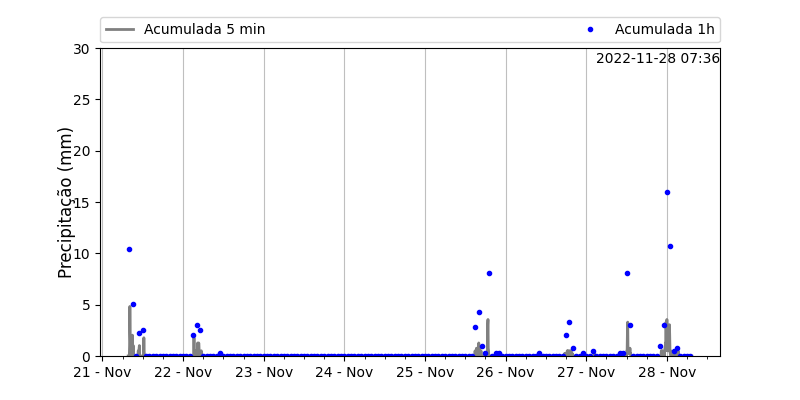 Acumulada 5 min
Acumulada 1h
2022-11-28 07:36
Precipitação (mm)
30
25
20
15
10
5
0
21 - Nov 22 - Nov 23 - Nov 24 - Nov 25 - Nov 26 - Nov 27 - Nov 28 - Nov